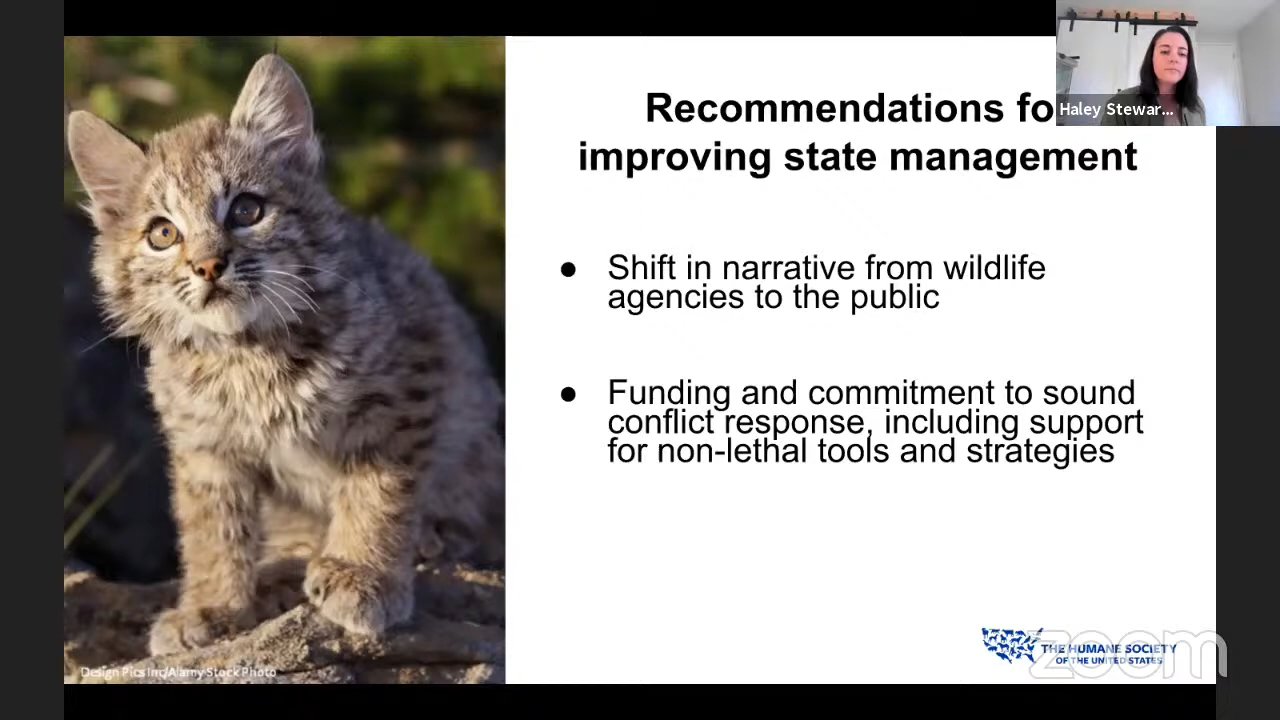 Recommendations fo
improving state management
Haley Stewar...
● Shift in narrative from wildlife
agencies to the public
● Funding and commitment to sound
conflict response, including support
for non-lethal tools and strategies
Design Pics Inc/Alamy Stock Photo
THE HUMANE SOCIETY
OF THE UNITED STATES
zoom